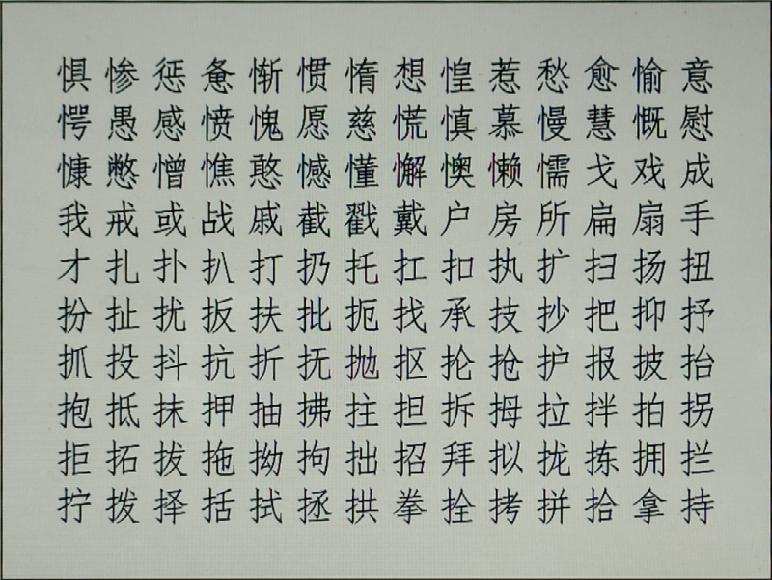 惧惨惩惫惭惯惰想惶惹愁愈愉意
愕愚感愤愧愿慈慌慎慕慢慧慨慰
慷憋憎憔憨憾懂懈懊懒懦戈戏成
我戒或战戚截戳戴户房所扁扇手
才扎扑扒打扔托扛扣执扩扫扬扭
扮扯扰扳扶批扼找承技抄把抑抒
抓投抖抗折抚抛抠抡抢护报披抬
抱抵抹押抽拂拄担拆拇拉拌拍拐
拒拓拔拖拗拘拙招拜拟拢拣拥拦
拧拨择括拭拯拱拳拴拷拼拾拿持